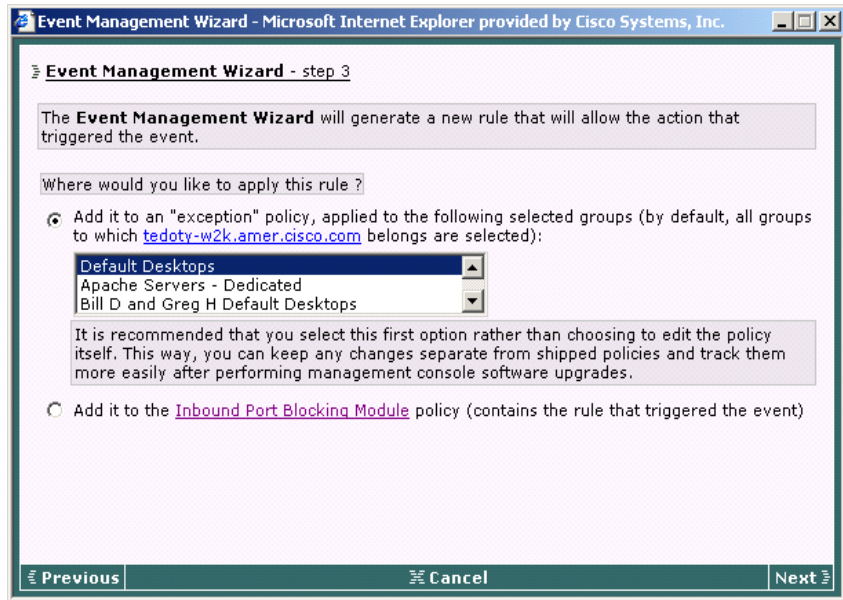 Event Management Wizard - Microsoft Internet Explorer provided by Cisco Systems, Inc.
Event Management Wizard - step 3
The Event Management Wizard will generate a new rule that will allow the action that
triggered the event.
Where would you like to apply this rule ?
Add it to an "exception" policy, applied to the following selected groups (by default, all groups
to which tedoty-w2k.amer.cisco.com belongs are selected):
Default Desktops
Apache Servers - Dedicated
Bill D and Greg H Default Desktops
It is recommended that you select this first option rather than choosing to edit the policy
itself. This way, you can keep any changes separate from shipped policies and track them
more easily after performing management console software upgrades.
Add it to the Inbound Port Blocking Module policy (contains the rule that triggered the event)
Previous
Cancel
Next